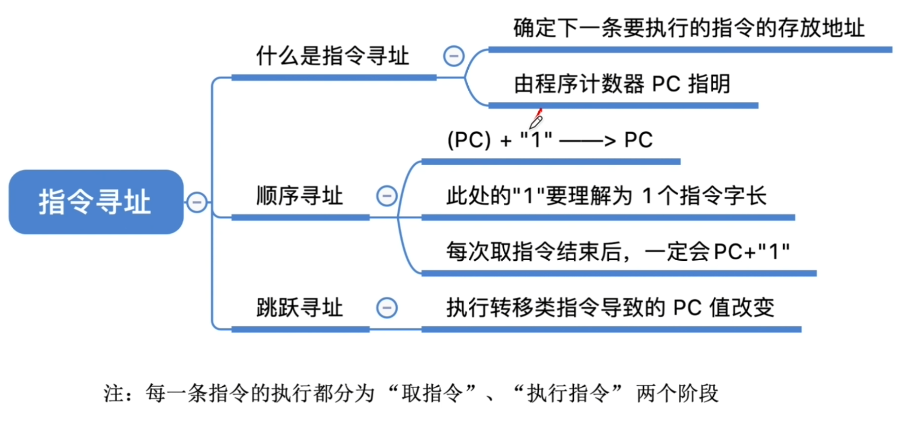 指令寻址
什么是指令寻址
确定下一条要执行的指令的存放地址
由程序计数器 PC 指明
顺序寻址
(PC) + "1" ——> PC
此处的"1"要理解为 1个指令字长
每次取指令结束后，一定会PC+"1"
跳跃寻址
执行转移类指令导致的 PC 值改变
注：每一条指令的执行都分为 “取指令”、“执行指令” 两个阶段